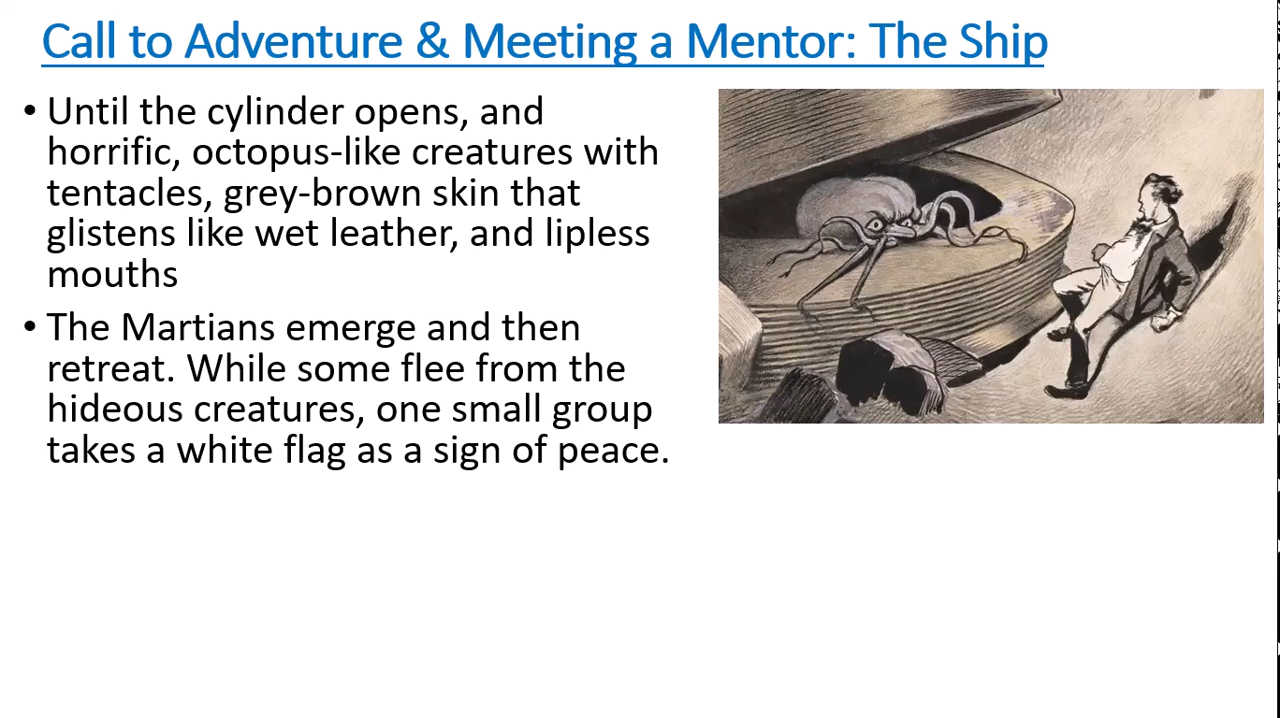 Call to Adventure & Meeting a Mentor: The Ship
• Until the cylinder opens, and
horrific, octopus-like creatures with
tentacles, grey-brown skin that
glistens like wet leather, and lipless
mouths
• The Martians emerge and then
retreat. While some flee from the
hideous creatures, one small group
takes a white flag as a sign of peace.